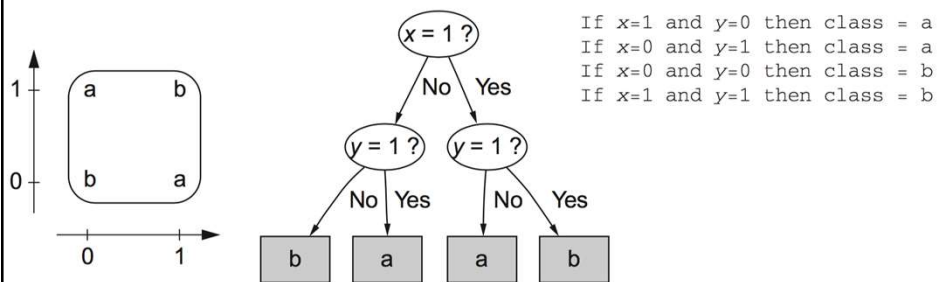 x = 1 ?
If x=1 and y=0 then class = a
If x=0 and y=1 then class = a
If x=0 and y=0 then class = b
If x=1 and y=1 then class = b
No Yes
1 a b
y = 1 ? y = 1 ?
0 b a
No Yes No Yes
0 1
b a a b